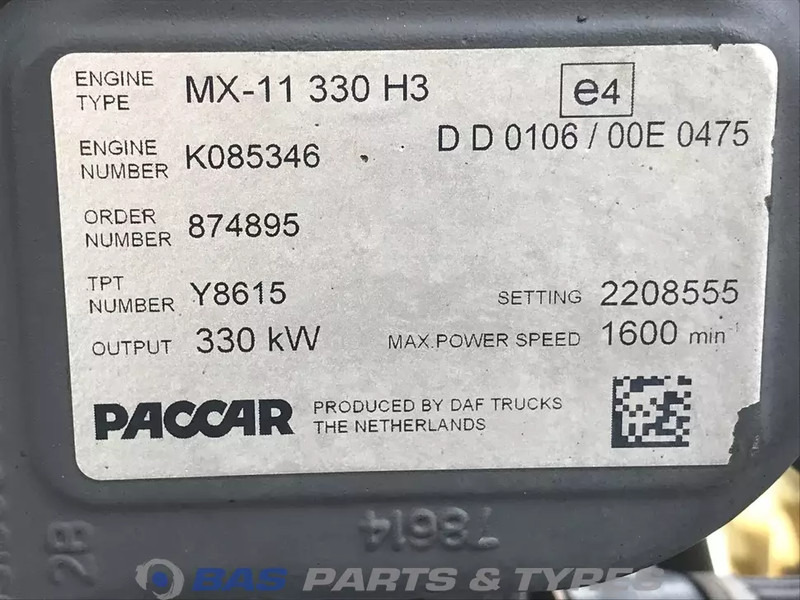 ENGINE TYPE MX-11 330 H3 e4
D D 0106 / 00E 0475
ENGINE NUMBER K085346
ORDER NUMBER 874895
TPT NUMBER Y8615
SETTING 2208555
OUTPUT 330 kW
MAX.POWER SPEED 1600 min-1
PACCAR
PRODUCED BY DAF TRUCKS
THE NETHERLANDS
78614
2B
BAS PARTS & TYRES